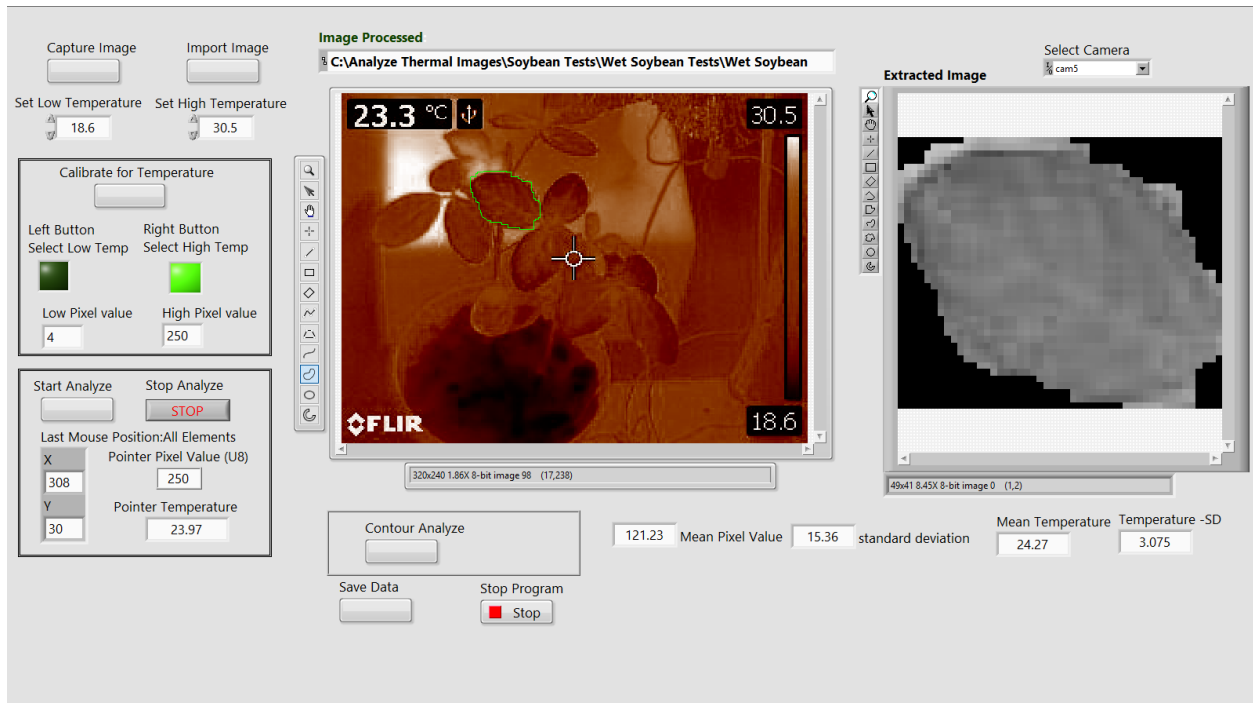 Capture Image
Import Image
Set Low Temperature
Set High Temperature
18.6
30.5
Calibrate for Temperature
Left Button
Select Low Temp
Right Button
Select High Temp
Low Pixel value
High Pixel value
4
250
Start Analyze
Stop Analyze
STOP
Last Mouse Position:All Elements
X
308
Y
30
Pointer Pixel Value (U8)
250
Pointer Temperature
23.97
Image Processed
C:\Analyze Thermal Images\Soybean Tests\Wet Soybean Tests\Wet Soybean
23.3 °C
30.5
18.6
FLIR
320x240 1.86X 8-bit image 98 (17,238)
Contour Analyze
Save Data
Stop Program
Stop
121.23 Mean Pixel Value
15.36 standard deviation
Select Camera
cam5
Extracted Image
49x41 8.45X 8-bit image 0 (1,2)
Mean Temperature
24.27
Temperature -SD
3.075